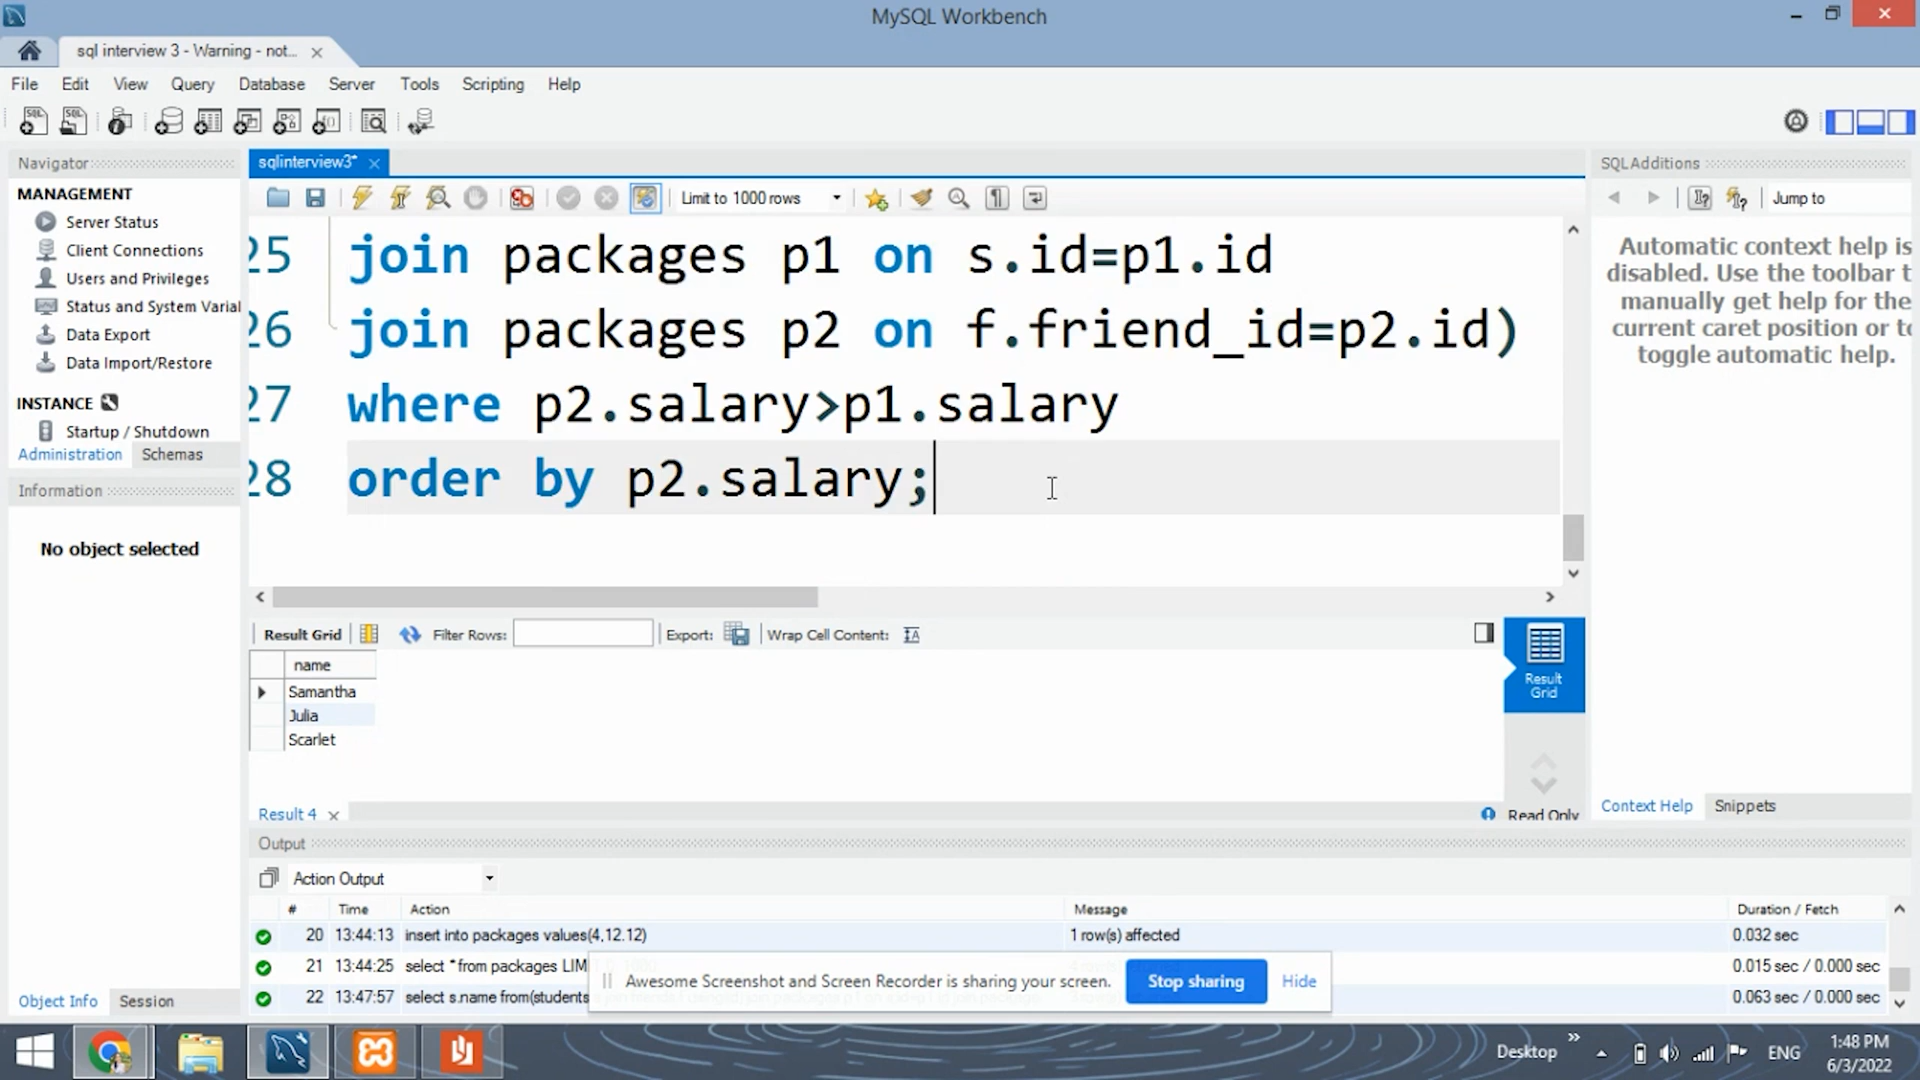 MySQL Workbench
sql interview 3 - Warning - not...
File Edit View Query Database Server Tools Scripting Help
Navigator
MANAGEMENT
Server Status
Client Connections
Users and Privileges
Status and System Varial
Data Export
Data Import/Restore
INSTANCE
Startup / Shutdown
Administration Schemas
Information
No object selected
Object Info Session
sqlinterview3*
Limit to 1000 rows
25 join packages p1 on s.id=p1.id
26 join packages p2 on f.friend_id=p2.id)
27 where p2.salary>p1.salary
28 order by p2.salary;
Result Grid Filter Rows: Export: Wrap Cell Content:
name
Samantha
Julia
Scarlet
Result Grid
Result 4
Read Only
SQL Additions
Jump to
Automatic context help is
disabled. Use the toolbar t
manually get help for the
current caret position or to
toggle automatic help.
Context Help Snippets
Output
Action Output
# Time Action Message Duration / Fetch
20 13:44:13 insert into packages values(4,12.12) 1 row(s) affected 0.032 sec
21 13:44:25 select * from packages LIM 0.015 sec / 0.000 sec
22 13:47:57 select s.name from(students 0.063 sec / 0.000 sec
Awesome Screenshot and Screen Recorder is sharing your screen. Stop sharing Hide
Desktop
ENG
1:48 PM
6/3/2022